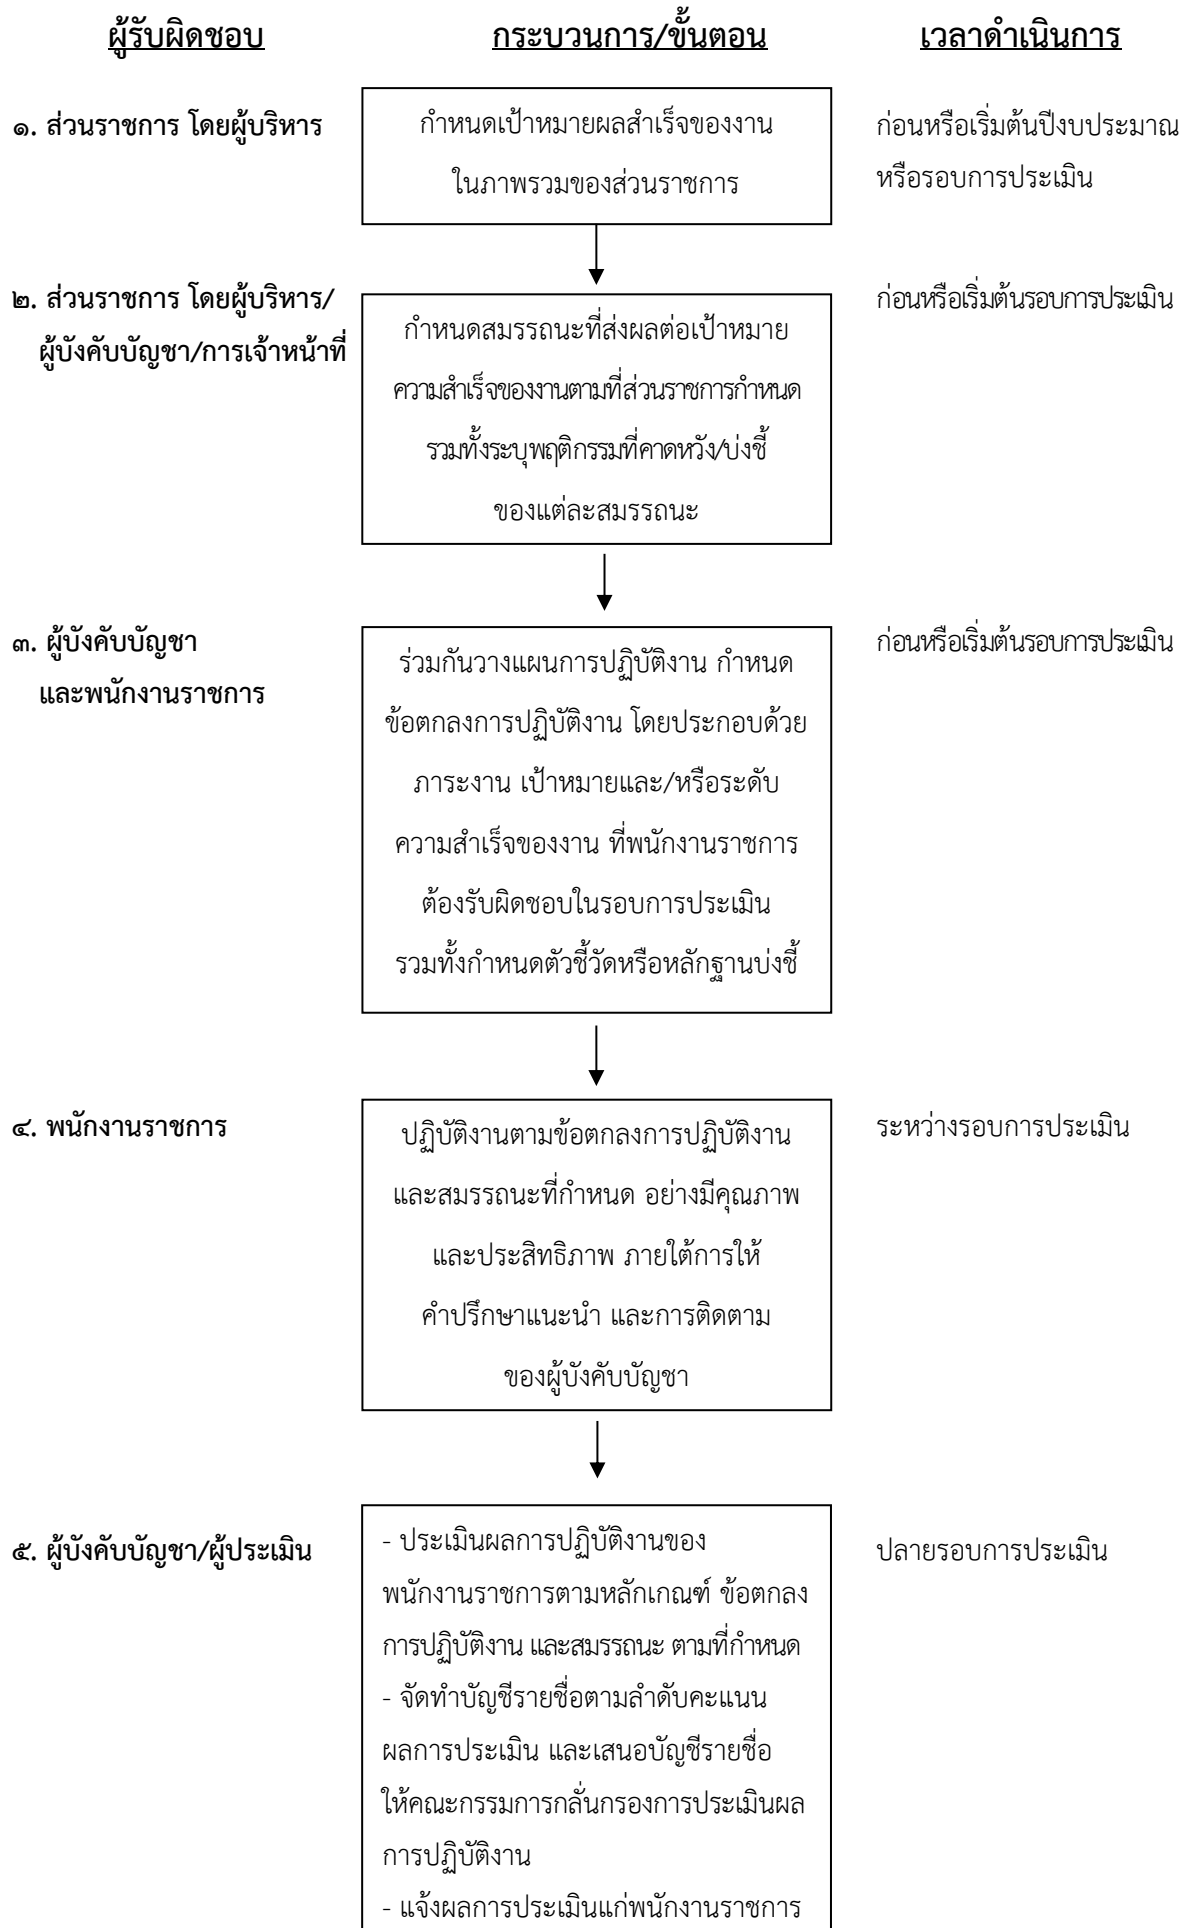 ผู้รับผิดชอบ
กระบวนการ/ขั้นตอน
เวลาดำเนินการ
๑. ส่วนราชการ โดยผู้บริหาร
กำหนดเป้าหมายผลสำเร็จของงาน
ในภาพรวมของส่วนราชการ
ก่อนหรือเริ่มต้นปีงบประมาณ
หรือรอบการประเมิน
๒. ส่วนราชการ โดยผู้บริหาร/
ผู้บังคับบัญชา/การเจ้าหน้าที่
กำหนดสมรรถนะที่ส่งผลต่อเป้าหมาย
ความสำเร็จของงานตามที่ส่วนราชการกำหนด
รวมทั้งระบุพฤติกรรมที่คาดหวัง/บ่งชี้
ของแต่ละสมรรถนะ
ก่อนหรือเริ่มต้นรอบการประเมิน
๓. ผู้บังคับบัญชา
และพนักงานราชการ
ร่วมกันวางแผนการปฏิบัติงาน กำหนด
ข้อตกลงการปฏิบัติงาน โดยประกอบด้วย
ภาระงาน เป้าหมายและ/หรือระดับ
ความสำเร็จของงาน ที่พนักงานราชการ
ต้องรับผิดชอบในรอบการประเมิน
รวมทั้งกำหนดตัวชี้วัดหรือหลักฐานบ่งชี้
ก่อนหรือเริ่มต้นรอบการประเมิน
๔. พนักงานราชการ
ปฏิบัติงานตามข้อตกลงการปฏิบัติงาน
และสมรรถนะที่กำหนด อย่างมีคุณภาพ
และประสิทธิภาพ ภายใต้การให้
คำปรึกษาแนะนำ และการติดตาม
ของผู้บังคับบัญชา
ระหว่างรอบการประเมิน
๕. ผู้บังคับบัญชา/ผู้ประเมิน
- ประเมินผลการปฏิบัติงานของ
พนักงานราชการตามหลักเกณฑ์ ข้อตกลง
การปฏิบัติงาน และสมรรถนะ ตามที่กำหนด
- จัดทำบัญชีรายชื่อตามลำดับคะแนน
ผลการประเมิน และเสนอบัญชีรายชื่อ
ให้คณะกรรมการกลั่นกรองการประเมินผล
การปฏิบัติงาน
- แจ้งผลการประเมินแก่พนักงานราชการ
ปลายรอบการประเมิน